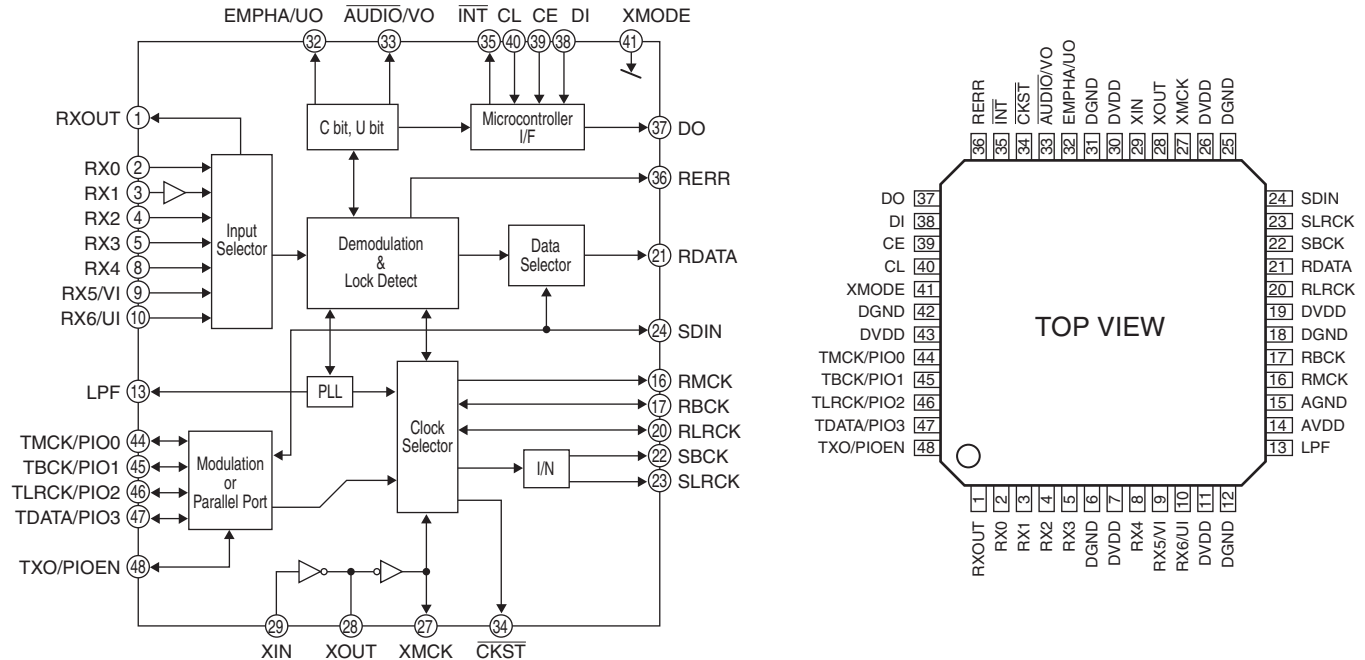 EMPHA/UO AUDIO/VO INT CL CE DI XMODE
32 33 35 40 39 38 41
RXOUT 1
C bit, U bit
Microcontroller
I/F
37 DO
RX0 2
36 RERR
RX1 3
RX2 4
RX3 5
RX4 8
RX5/VI 9
RX6/UI 10
Input
Selector
Demodulation
&
Lock Detect
Data
Selector
21 RDATA
24 SDIN
LPF 13
PLL
Clock
Selector
16 RMCK
17 RBCK
20 RLRCK
22 SBCK
23 SLRCK
I/N
TMCK/PIO0 44
TBCK/PIO1 45
TLRCK/PIO2 46
TDATA/PIO3 47
Modulation
or
Parallel Port
TXO/PIOEN 48
29 28 27 34
XIN XOUT XMCK CKST
RERR INT CKST AUDIO/VO EMPHA/UO DGND DVDD XIN XOUT XMCK DVDD DGND
36 35 34 33 32 31 30 29 28 27 26 25
DO 37
DI 38
CE 39
CL 40
XMODE 41
DGND 42
DVDD 43
TMCK/PIO0 44
TBCK/PIO1 45
TLRCK/PIO2 46
TDATA/PIO3 47
TXO/PIOEN 48
TOP VIEW
24 SDIN
23 SLRCK
22 SBCK
21 RDATA
20 RLRCK
19 DVDD
18 DGND
17 RBCK
16 RMCK
15 AGND
14 AVDD
13 LPF
1 2 3 4 5 6 7 8 9 10 11 12
RXOUT RX0 RX1 RX2 RX3 DGND DVDD RX4 RX5/VI RX6/UI DVDD DGND